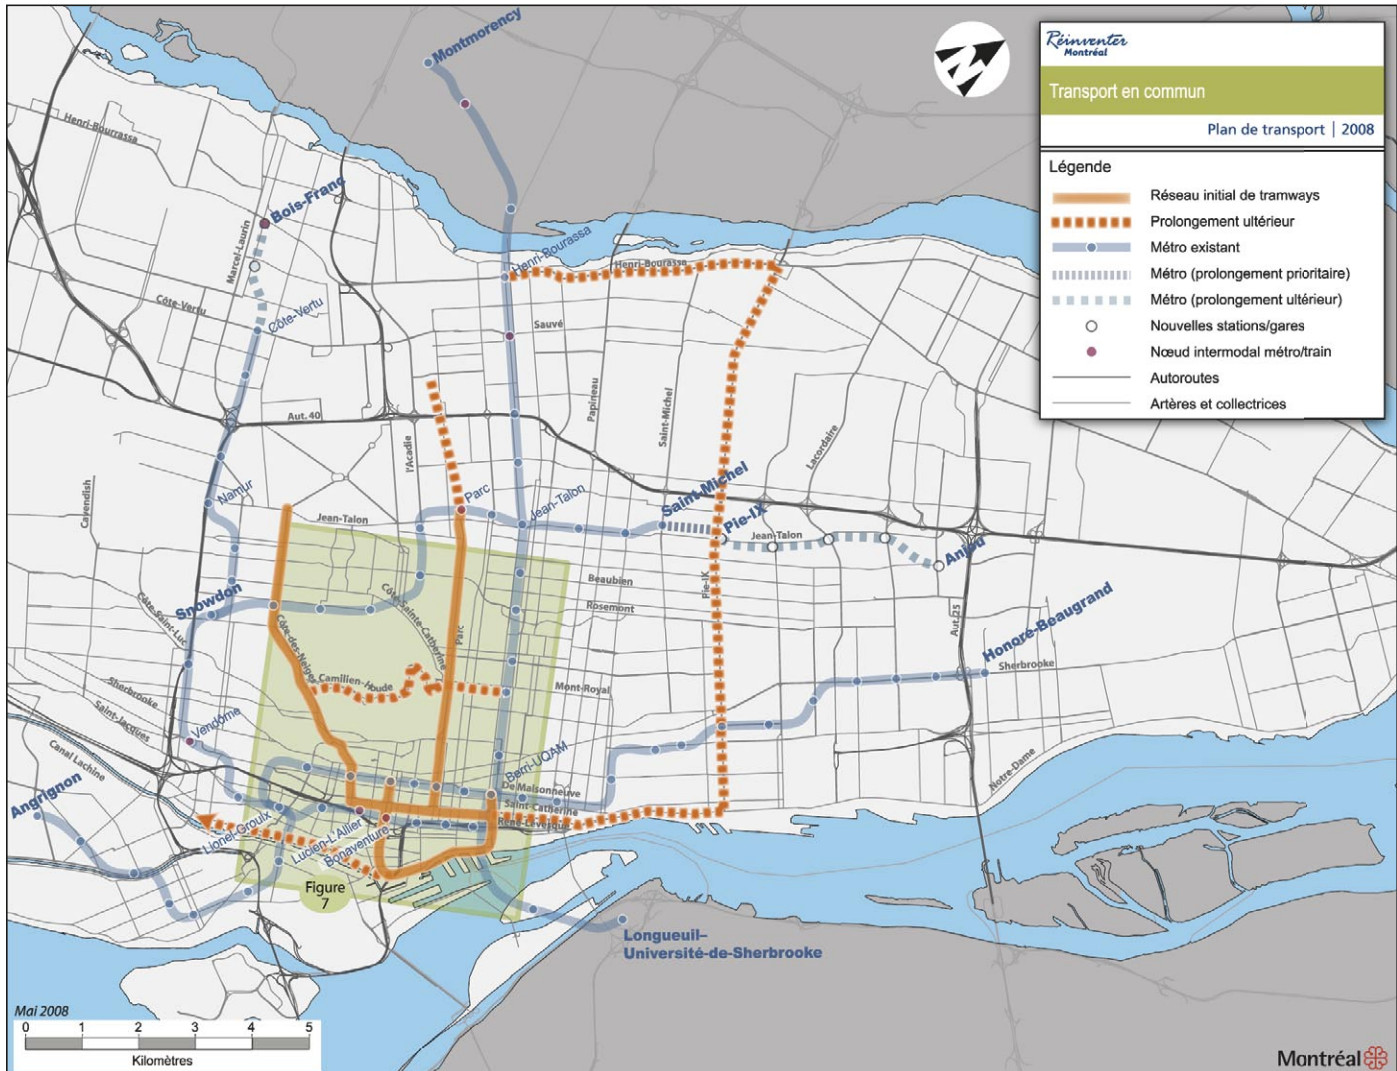 Montmorency
Réinventer
Montréal
Transport en commun
Plan de transport | 2008
Légende
Réseau initial de tramways
Prolongement ultérieur
Métro existant
Métro (prolongement prioritaire)
Métro (prolongement ultérieur)
Nouvelles stations/gares
Nœud intermodal métro/train
Autoroutes
Artères et collectrices
Henri-Bourrassa
Bois-Franc
Marcel-Laurin
Henri-Bourassa
Henri-Bourassa
Côte-Vertu
Côte-Vertu
Sauvé
Aut. 40
l'Acadie
Papineau
Saint-Michel
Lacordaire
Cavendish
Namur
Parc
Jean-Talon
Jean-Talon
Saint-Michel
Pie-IX
Jean-Talon
Anjou
Snowdon
Côte-Saint-Luc
Côte-des-Neiges
Côte-Sainte-Catherine
Parc
Beaubien
Rosemont
Pie-IX
Aut. 25
Honoré-Beaugrand
Sherbrooke
Camilien-Houde
Mont-Royal
Sherbrooke
Saint-Jacques
Vendôme
Canal Lachine
Angrignon
Berri-UQAM
De Maisonneuve
Sainte-Catherine
René-Lévesque
Notre-Dame
Lionel-Groulx
Lucien-L'Allier
Bonaventure
Figure
7
Longueuil–
Université-de-Sherbrooke
Mai 2008
0 1 2 3 4 5
Kilomètres
Montréal